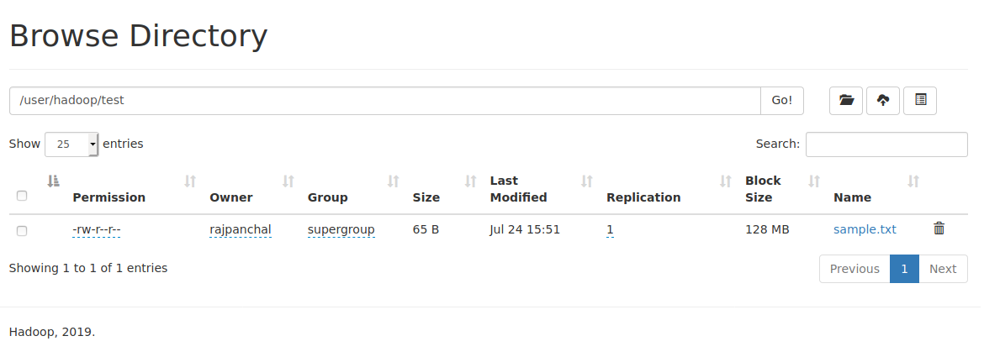 Browse Directory
/user/hadoop/test Go!
Show 25 entries Search:
Permission Owner Group Size Last Modified Replication Block Size Name
-rw-r--r-- rajpanchal supergroup 65 B Jul 24 15:51 1 128 MB sample.txt
Showing 1 to 1 of 1 entries Previous 1 Next
Hadoop, 2019.